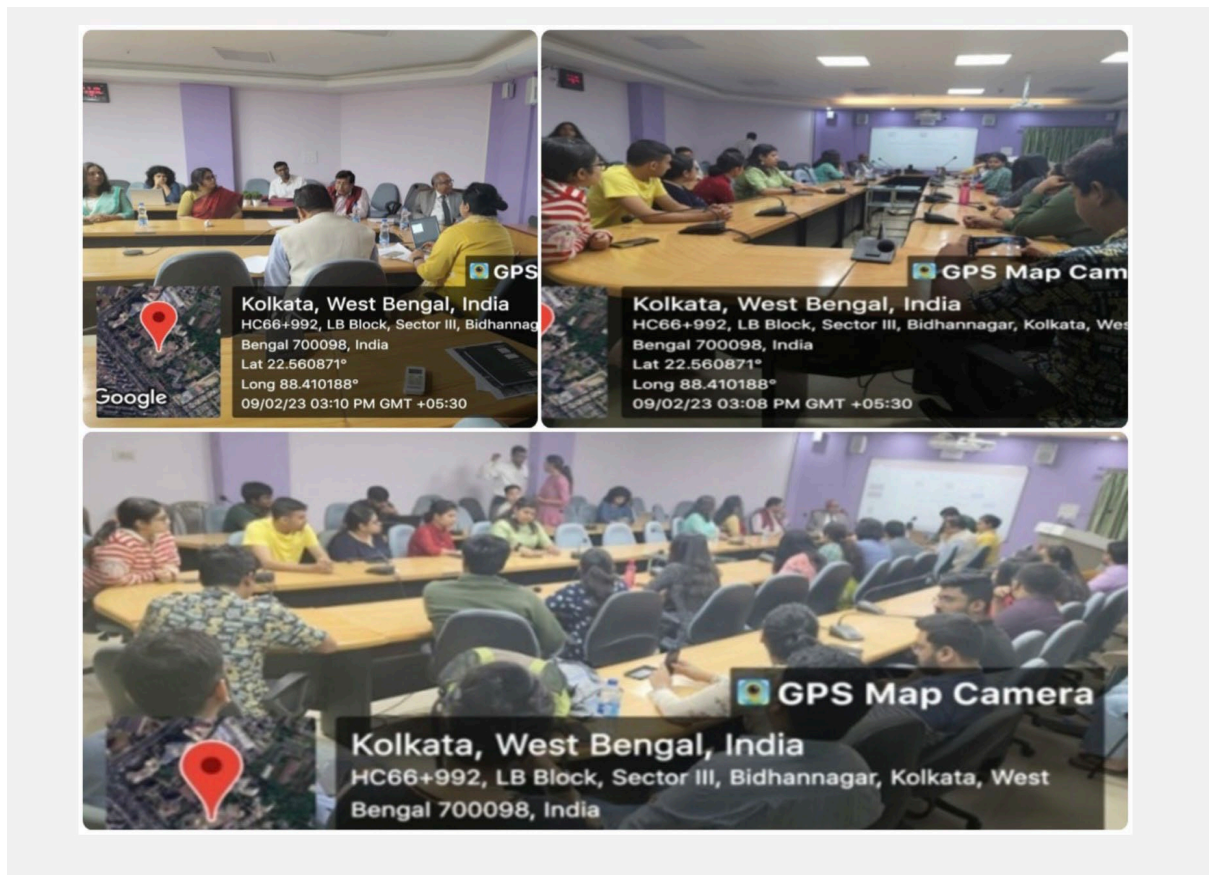 GPS
Kolkata, West Bengal, India
HC66+992, LB Block, Sector III, Bidhannag
Bengal 700098, India
Lat 22.560871°
Long 88.410188°
09/02/23 03:10 PM GMT +05:30
Google
GPS Map Cam
Kolkata, West Bengal, India
HC66+992, LB Block, Sector III, Bidhannagar, Kolkata, Wes
Bengal 700098, India
Lat 22.560871°
Long 88.410188°
09/02/23 03:08 PM GMT +05:30
GPS Map Camera
Kolkata, West Bengal, India
HC66+992, LB Block, Sector III, Bidhannagar, Kolkata, West
Bengal 700098, India